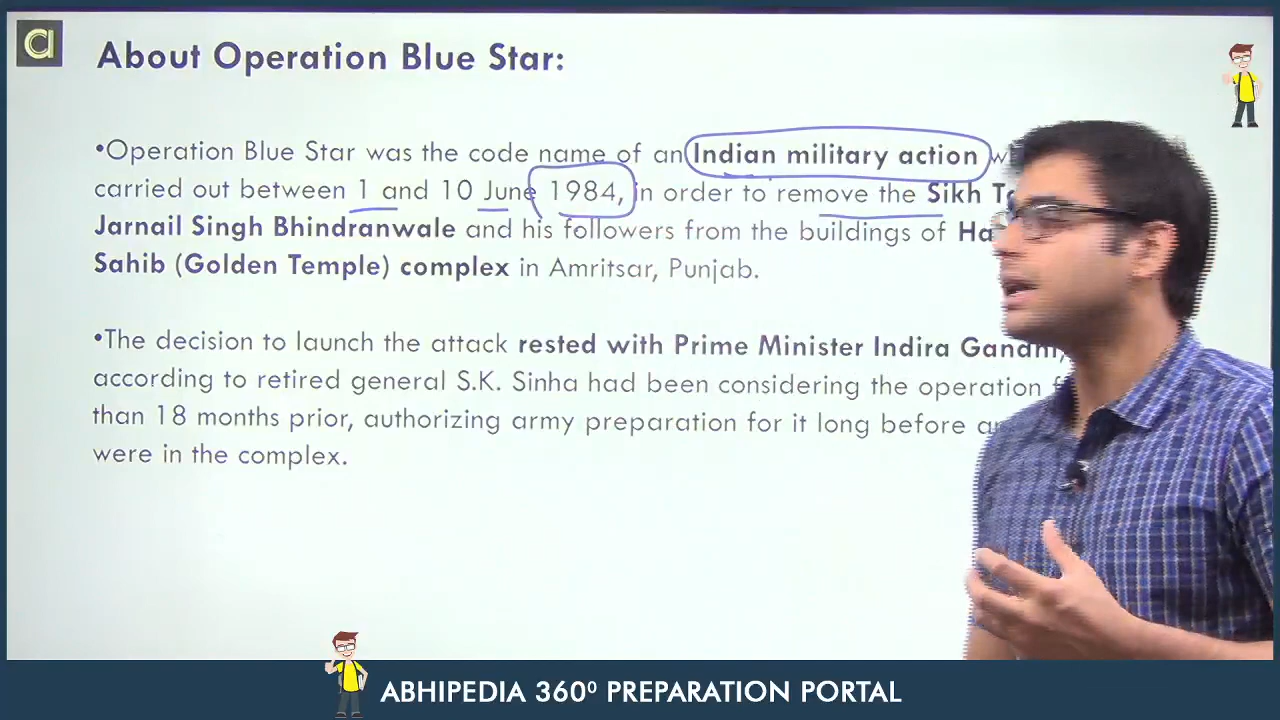 About Operation Blue Star:
•Operation Blue Star was the code name of an Indian military action
carried out between 1 and 10 June 1984, in order to remove the Sikh
Jarnail Singh Bhindranwale and his followers from the buildings of
Sahib (Golden Temple) complex in Amritsar, Punjab.
•The decision to launch the attack rested with Prime Minister Indira Gandhi,
according to retired general S.K. Sinha had been considering the operation
than 18 months prior, authorizing army preparation for it long before
were in the complex.
ABHIPEDIA 360⁰ PREPARATION PORTAL